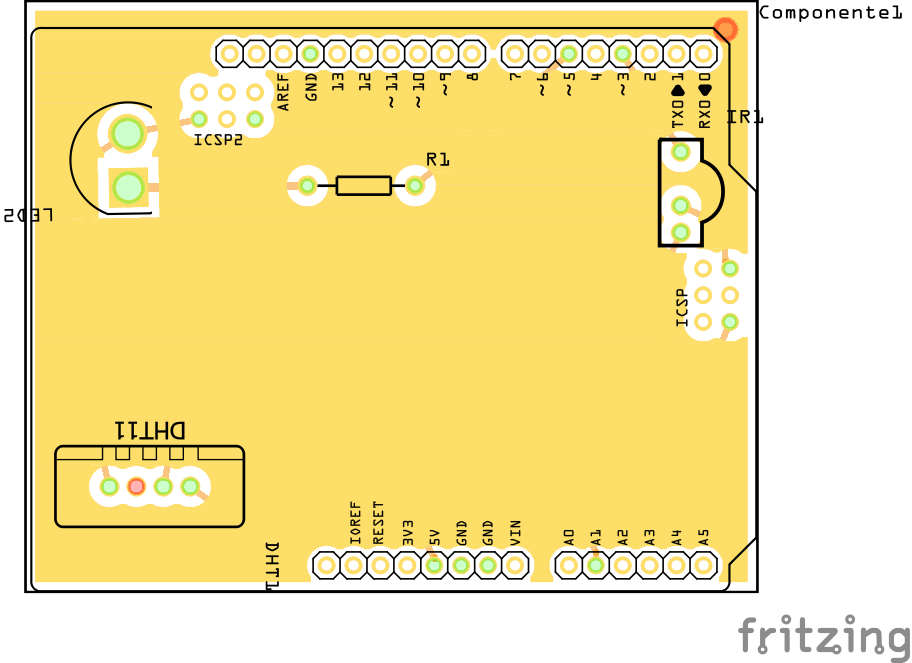 Componente1
AREF GND 13 12 ~11 ~10 ~9 8 7 ~6 ~5 4 ~3 2 TX0 1 RX0 0
IR1
ICSP2
R1
LED2
ICSP
DHT11
IOREF RESET 3V3 5V GND GND VIN A0 A1 A2 A3 A4 A5
DHT1
fritzing